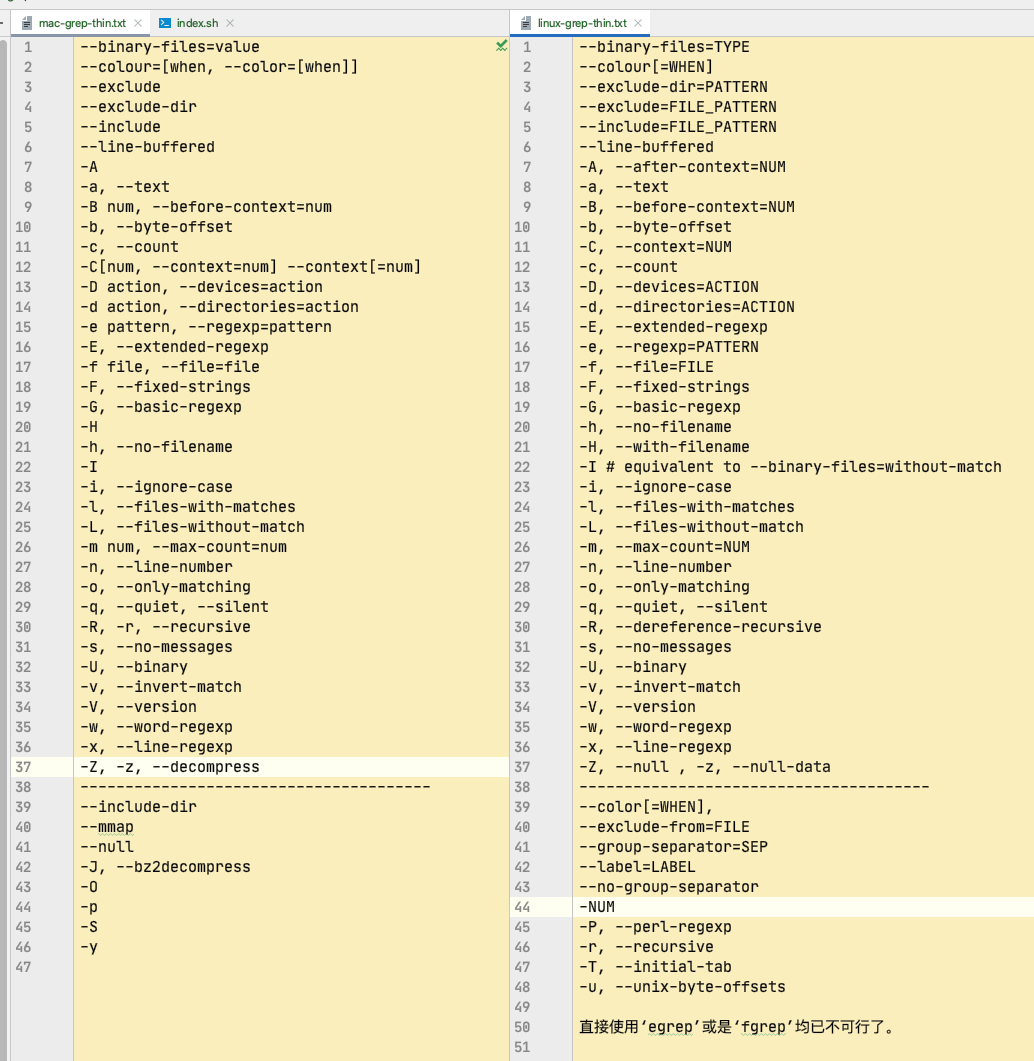 mac-grep-thin.txt
index.sh
1 --binary-files=value
2 --colour=[when, --color=[when]]
3 --exclude
4 --exclude-dir
5 --include
6 --line-buffered
7 -A
8 -a, --text
9 -B num, --before-context=num
10 -b, --byte-offset
11 -c, --count
12 -C[num, --context=num] --context[=num]
13 -D action, --devices=action
14 -d action, --directories=action
15 -e pattern, --regexp=pattern
16 -E, --extended-regexp
17 -f file, --file=file
18 -F, --fixed-strings
19 -G, --basic-regexp
20 -H
21 -h, --no-filename
22 -I
23 -i, --ignore-case
24 -l, --files-with-matches
25 -L, --files-without-match
26 -m num, --max-count=num
27 -n, --line-number
28 -o, --only-matching
29 -q, --quiet, --silent
30 -R, -r, --recursive
31 -s, --no-messages
32 -U, --binary
33 -v, --invert-match
34 -V, --version
35 -w, --word-regexp
36 -x, --line-regexp
37 -Z, -z, --decompress
38 ---------------------------------------
39 --include-dir
40 --mmap
41 --null
42 -J, --bz2decompress
43 -O
44 -p
45 -S
46 -y
47
linux-grep-thin.txt
1 --binary-files=TYPE
2 --colour[=WHEN]
3 --exclude-dir=PATTERN
4 --exclude=FILE_PATTERN
5 --include=FILE_PATTERN
6 --line-buffered
7 -A, --after-context=NUM
8 -a, --text
9 -B, --before-context=NUM
10 -b, --byte-offset
11 -C, --context=NUM
12 -c, --count
13 -D, --devices=ACTION
14 -d, --directories=ACTION
15 -E, --extended-regexp
16 -e, --regexp=PATTERN
17 -f, --file=FILE
18 -F, --fixed-strings
19 -G, --basic-regexp
20 -h, --no-filename
21 -H, --with-filename
22 -I # equivalent to --binary-files=without-match
23 -i, --ignore-case
24 -l, --files-with-matches
25 -L, --files-without-match
26 -m, --max-count=NUM
27 -n, --line-number
28 -o, --only-matching
29 -q, --quiet, --silent
30 -R, --dereference-recursive
31 -s, --no-messages
32 -U, --binary
33 -v, --invert-match
34 -V, --version
35 -w, --word-regexp
36 -x, --line-regexp
37 -Z, --null , -z, --null-data
38 ---------------------------------------
39 --color[=WHEN],
40 --exclude-from=FILE
41 --group-separator=SEP
42 --label=LABEL
43 --no-group-separator
44 -NUM
45 -P, --perl-regexp
46 -r, --recursive
47 -T, --initial-tab
48 -u, --unix-byte-offsets
49
50 直接使用‘egrep’或是‘fgrep’均已不可行了。
51